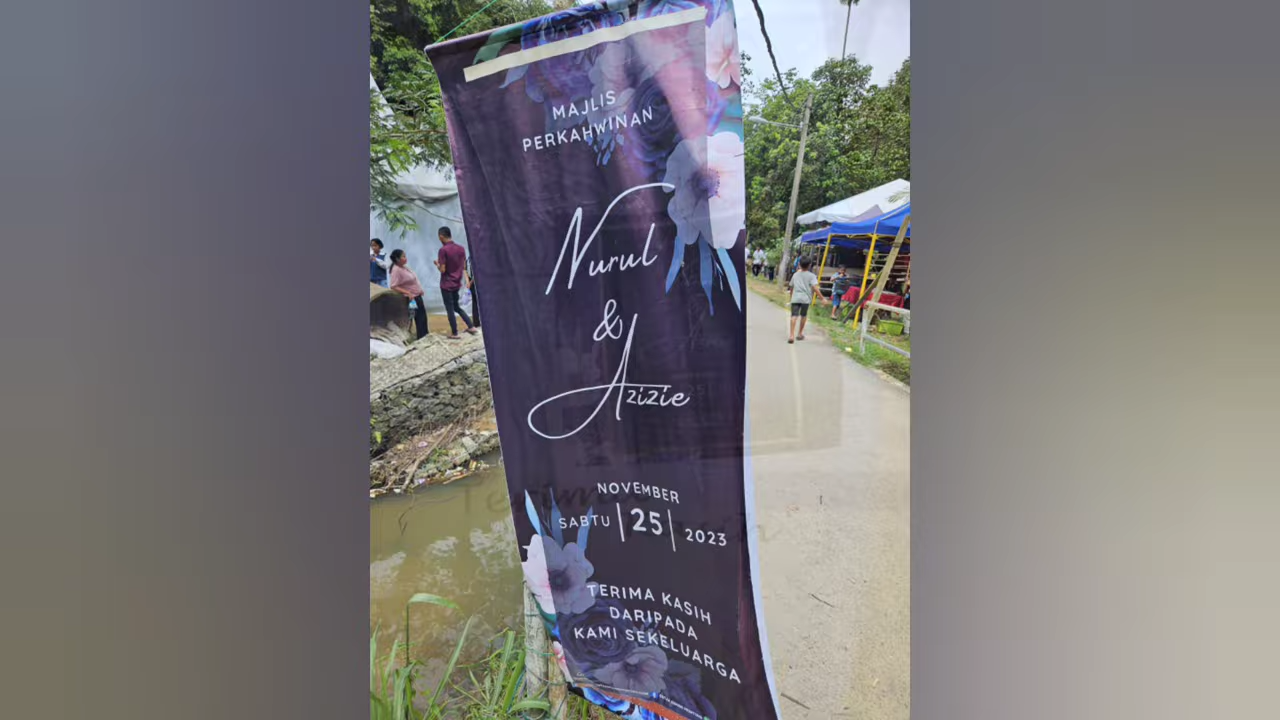 MAJLIS
PERKAHWINAN
Nurul
&
Azizie
NOVEMBER
SABTU |25| 2023
TERIMA KASIH
DARIPADA
KAMI SEKELUARGA